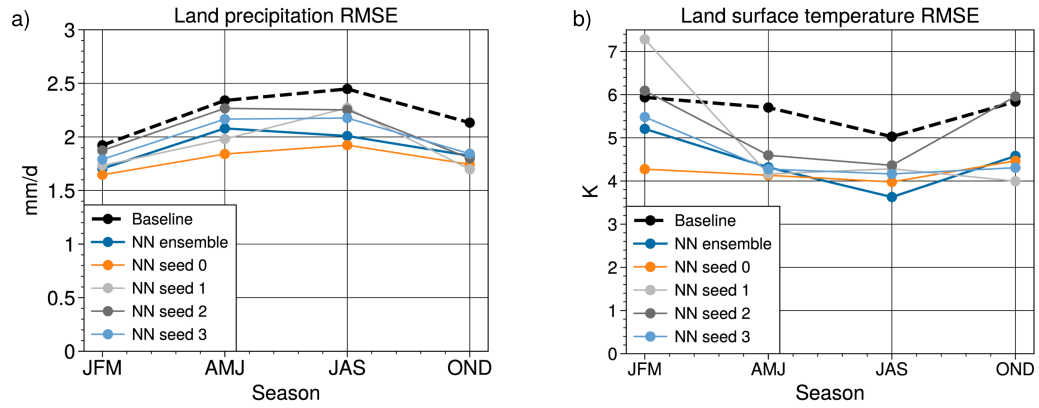 a)
Land precipitation RMSE
3
2.5
2
1.5
1
0.5
0
mm/d
Baseline
NN ensemble
NN seed 0
NN seed 1
NN seed 2
NN seed 3
JFM
AMJ
JAS
OND
Season
b)
Land surface temperature RMSE
7
6
5
4
3
2
1
0
K
Baseline
NN ensemble
NN seed 0
NN seed 1
NN seed 2
NN seed 3
JFM
AMJ
JAS
OND
Season